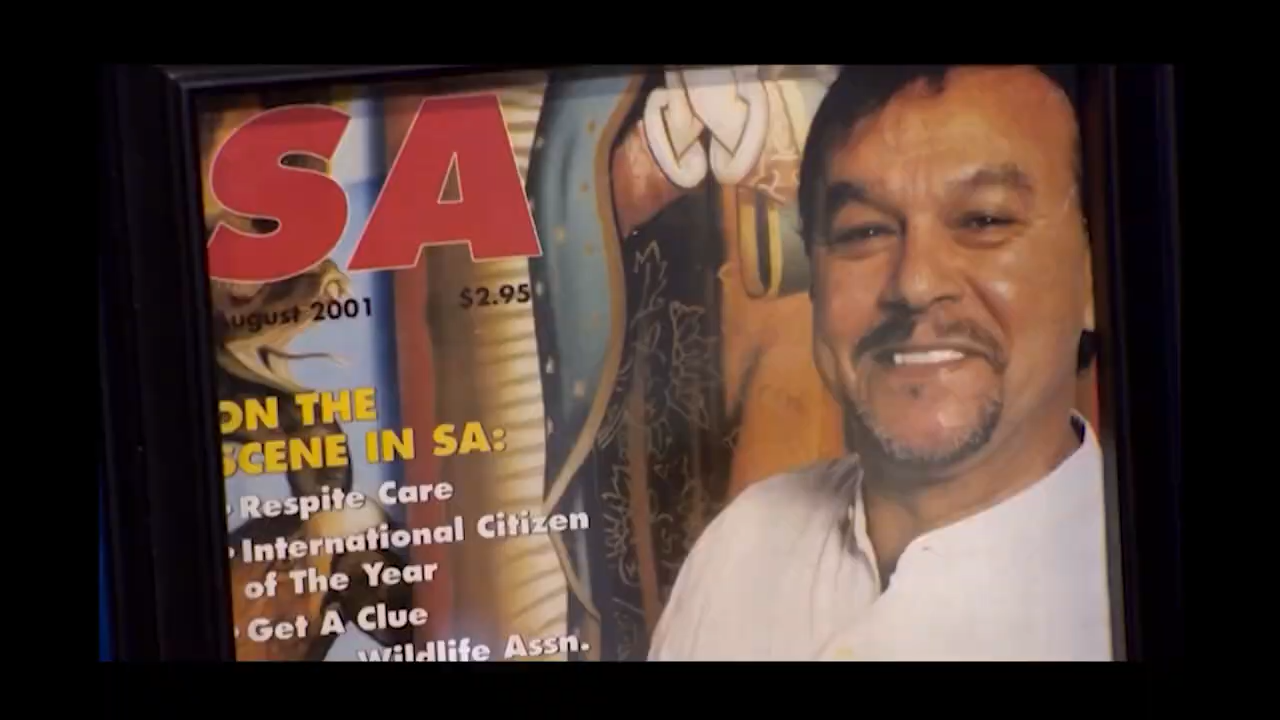 SA
August 2001
$2.95
ON THE
SCENE IN SA:
• Respite Care
• International Citizen
of The Year
• Get A Clue
Wildlife Assn.